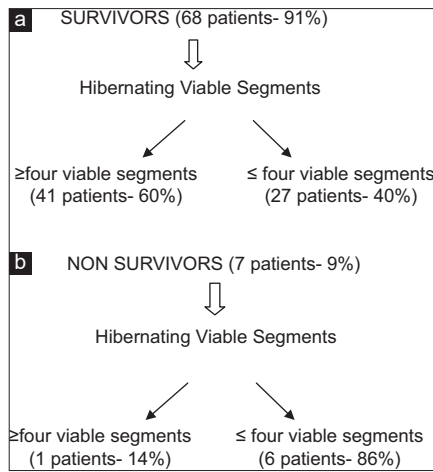 a
SURVIVORS (68 patients- 91%)
Hibernating Viable Segments
≥four viable segments ≤ four viable segments
(41 patients- 60%) (27 patients- 40%)
b
NON SURVIVORS (7 patients- 9%)
Hibernating Viable Segments
≥four viable segments ≤ four viable segments
(1 patients- 14%) (6 patients- 86%)